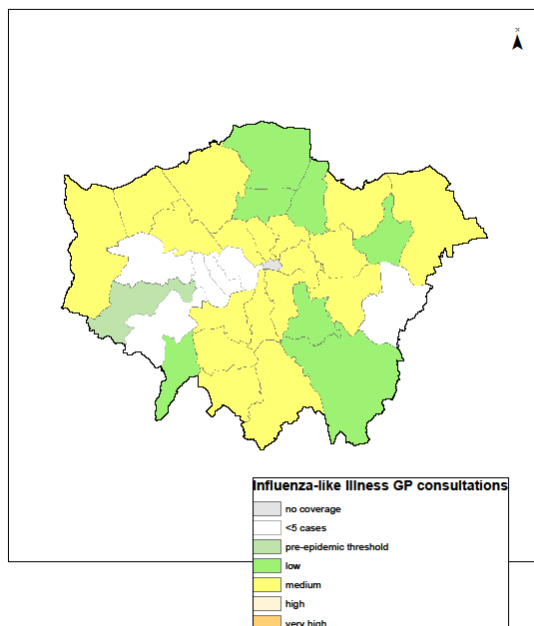 Influenza-like Illness GP consultations
no coverage
<5 cases
pre-epidemic threshold
low
medium
high
very high